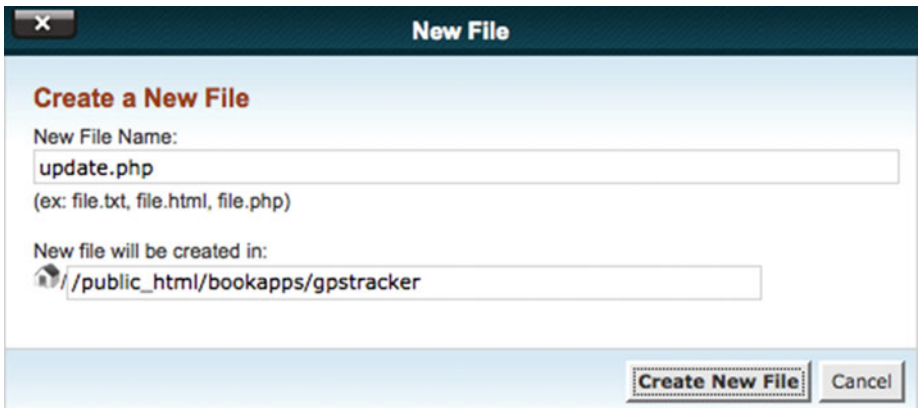 x
New File
Create a New File
New File Name:
update.php
(ex: file.txt, file.html, file.php)
New file will be created in:
/ /public_html/bookapps/gpstracker
Create New File Cancel